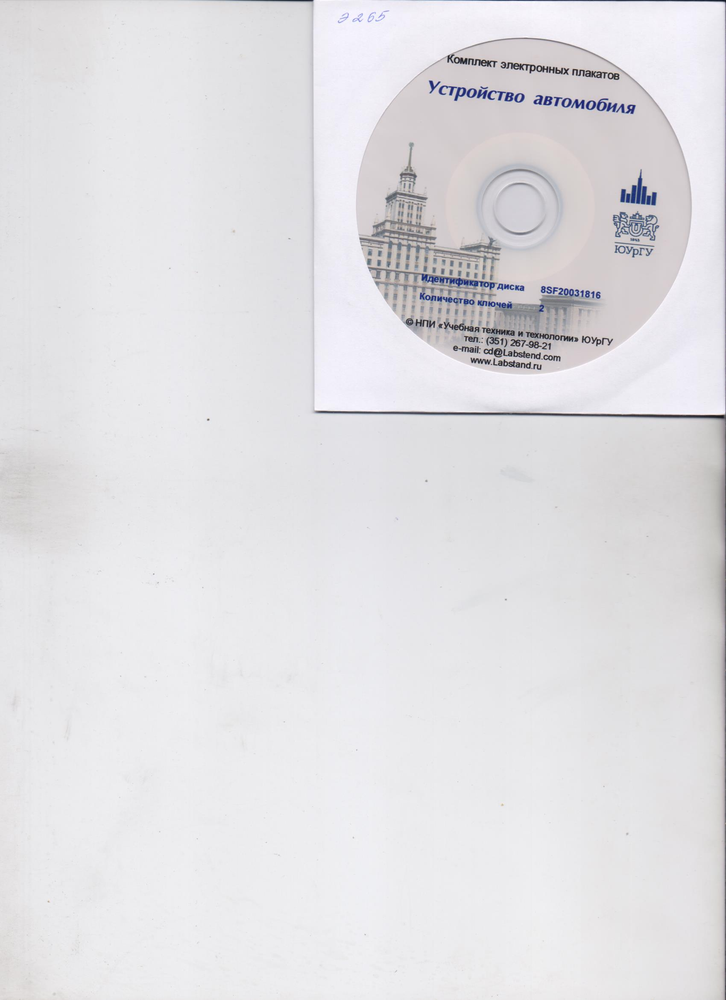 Э 265
Комплект электронных плакатов
Устройство автомобиля
1943
ЮУрГУ
Идентификатор диска 8SF20031816
Количество ключей 2
© НПИ «Учебная техника и технологии» ЮУрГУ
тел.: (351) 267-98-21
e-mail: cd@Labstend.com
www.Labstand.ru